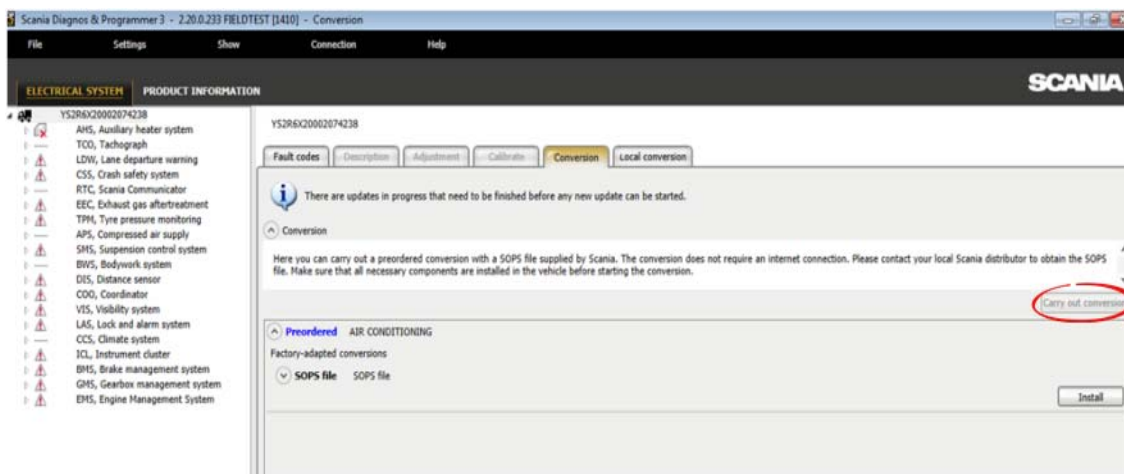 Scania Diagnos & Programmer 3 - 2.20.0.233 FIELDTEST [1410] - Conversion
File Settings Show Connection Help
SCANIA
ELECTRICAL SYSTEM PRODUCT INFORMATION
YS2R6X20002074238
AHS, Auxiliary heater system
TCO, Tachograph
LDW, Lane departure warning
CSS, Crash safety system
RTC, Scania Communicator
EEC, Exhaust gas aftertreatment
TPM, Tyre pressure monitoring
APS, Compressed air supply
SMS, Suspension control system
BWS, Bodywork system
DIS, Distance sensor
COO, Coordinator
VIS, Visibility system
LAS, Lock and alarm system
CCS, Climate system
ICL, Instrument cluster
BMS, Brake management system
GMS, Gearbox management system
EMS, Engine Management System
YS2R6X20002074238
Fault codes Description Adjustment Calibrate Conversion Local conversion
There are updates in progress that need to be finished before any new update can be started.
Conversion
Here you can carry out a preordered conversion with a SOPS file supplied by Scania. The conversion does not require an internet connection. Please contact your local Scania distributor to obtain the SOPS
file. Make sure that all necessary components are installed in the vehicle before starting the conversion.
Carry out conversion
Preordered AIR CONDITIONING
Factory-adapted conversions
SOPS file SOPS file
Install